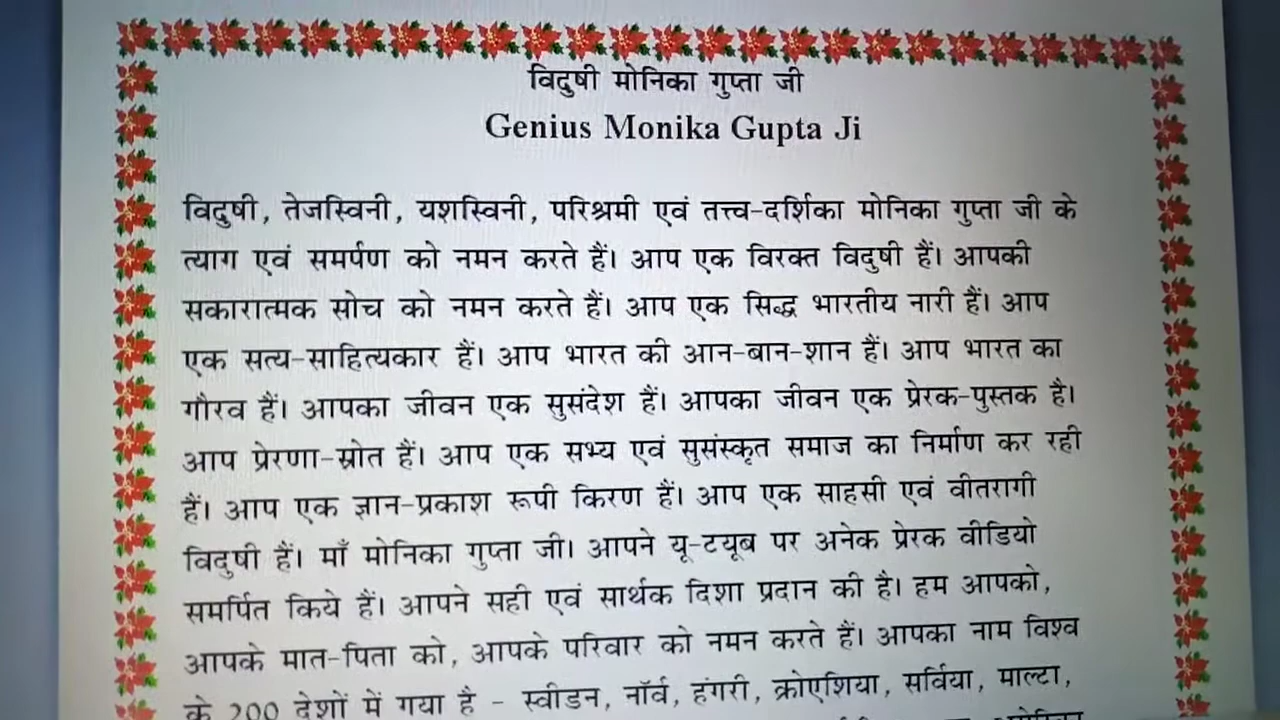 विदुषी मोनिका गुप्ता जी
Genius Monika Gupta Ji
विदुषी, तेजस्विनी, यशस्विनी, परिश्रमी एवं तत्त्व-दर्शिका मोनिका गुप्ता जी के
त्याग एवं समर्पण को नमन करते हैं। आप एक विरक्त विदुषी हैं। आपकी
सकारात्मक सोच को नमन करते हैं। आप एक सिद्ध भारतीय नारी हैं। आप
एक सत्य-साहित्यकार हैं। आप भारत की आन-बान-शान हैं। आप भारत का
गौरव हैं। आपका जीवन एक सुसंदेश हैं। आपका जीवन एक प्रेरक-पुस्तक है।
आप प्रेरणा-स्रोत हैं। आप एक सभ्य एवं सुसंस्कृत समाज का निर्माण कर रही
हैं। आप एक ज्ञान-प्रकाश रूपी किरण हैं। आप एक साहसी एवं वीतरागी
विदुषी हैं। माँ मोनिका गुप्ता जी। आपने यू-टयूब पर अनेक प्रेरक वीडियो
समर्पित किये हैं। आपने सही एवं सार्थक दिशा प्रदान की है। हम आपको,
आपके मात-पिता को, आपके परिवार को नमन करते हैं। आपका नाम विश्व
के 200 देशों में गया है - स्वीडन, नॉर्व, हंगरी, क्रोएशिया, सर्विया, माल्टा,